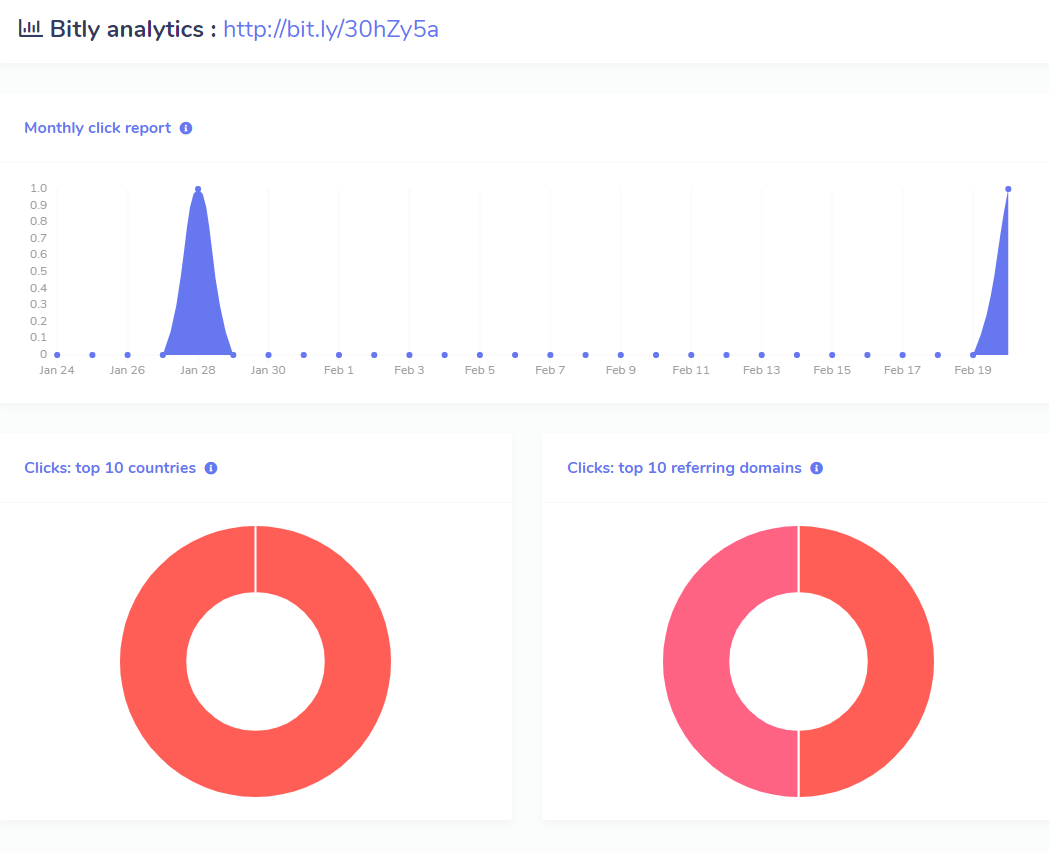 Bitly analytics : http://bit.ly/30hZy5a
Monthly click report
1.0
0.9
0.8
0.7
0.6
0.5
0.4
0.3
0.2
0.1
0
Jan 24 Jan 26 Jan 28 Jan 30 Feb 1 Feb 3 Feb 5 Feb 7 Feb 9 Feb 11 Feb 13 Feb 15 Feb 17 Feb 19
Clicks: top 10 countries
Clicks: top 10 referring domains